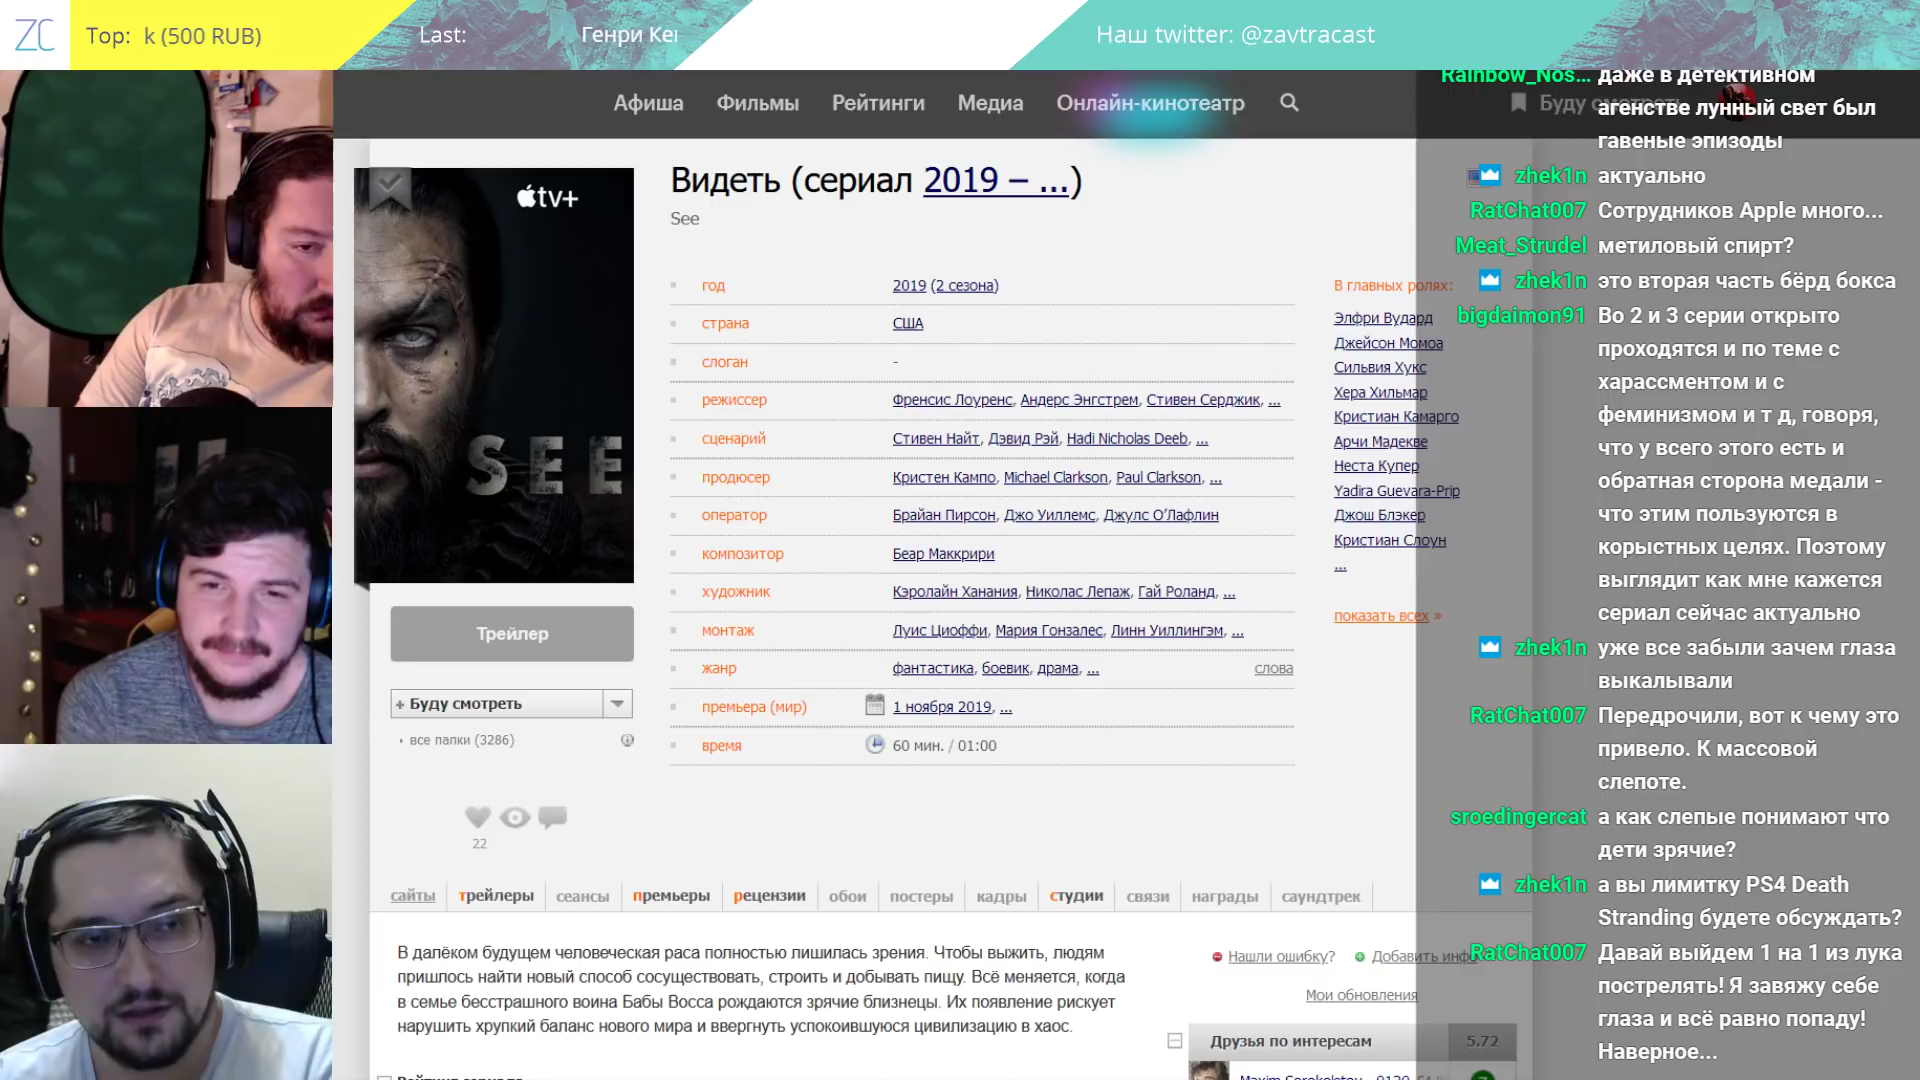 ZC
Top: k (500 RUB)
Last:
Генри Кеі
Наш twitter: @zavtracast
Афиша
Фильмы
Рейтинги
Медиа
Онлайн-кинотеатр
Видеть (сериал 2019 – ...)
See
tv+
SEE
год 2019 (2 сезона)
страна США
слоган -
режиссер Френсис Лоуренс, Андерс Энгстрем, Стивен Серджик, ...
сценарий Стивен Найт, Дэвид Рэй, Hadi Nicholas Deeb, ...
продюсер Кристен Кампо, Michael Clarkson, Paul Clarkson, ...
оператор Брайан Пирсон, Джо Уиллемс, Джулс О'Лафлин
композитор Беар Маккрири
художник Кэролайн Ханания, Николас Лепаж, Гай Роланд, ...
монтаж Луис Циоффи, Мария Гонзалес, Линн Уиллингэм, ...
жанр фантастика, боевик, драма, ... слова
премьера (мир) 1 ноября 2019, ...
время 60 мин. / 01:00
В главных ролях:
Элфри Вудард
Джейсон Момоа
Сильвия Хукс
Хера Хильмар
Кристиан Камарго
Арчи Мадекве
Неста Купер
Yadira Guevara-Prip
Джош Блэкер
Кристиан Слоун
...
показать всех »
Трейлер
+ Буду смотреть
все папки (3286)
22
сайты трейлеры сеансы премьеры рецензии обои постеры кадры студии связи награды саундтрек
В далёком будущем человеческая раса полностью лишилась зрения. Чтобы выжить, людям
пришлось найти новый способ сосуществовать, строить и добывать пищу. Всё меняется, когда
в семье бесстрашного воина Бабы Восса рождаются зрячие близнецы. Их появление рискует
нарушить хрупкий баланс нового мира и ввергнуть успокоившуюся цивилизацию в хаос.
Нашли ошибку?
Добавить инфо
Мои обновления
Друзья по интересам 5.72
Буду смотреть
Rainbow_Nos... даже в детективном
агенстве лунный свет был
гавеные эпизоды
zhek1n актуально
RatChat007 Сотрудников Apple много...
Meat_Strudel метиловый спирт?
zhek1n это вторая часть бёрд бокса
bigdaimon91 Во 2 и 3 серии открыто
проходятся и по теме с
харассментом и с
феминизмом и т д, говоря,
что у всего этого есть и
обратная сторона медали -
что этим пользуются в
корыстных целях. Поэтому
выглядит как мне кажется
сериал сейчас актуально
zhek1n уже все забыли зачем глаза
выкалывали
RatChat007 Передрочили, вот к чему это
привело. К массовой
слепоте.
sroedingercat а как слепые понимают что
дети зрячие?
zhek1n а вы лимитку PS4 Death
Stranding будете обсуждать?
RatChat007 Давай выйдем 1 на 1 из лука
пострелять! Я завяжу себе
глаза и всё равно попаду!
Наверное...